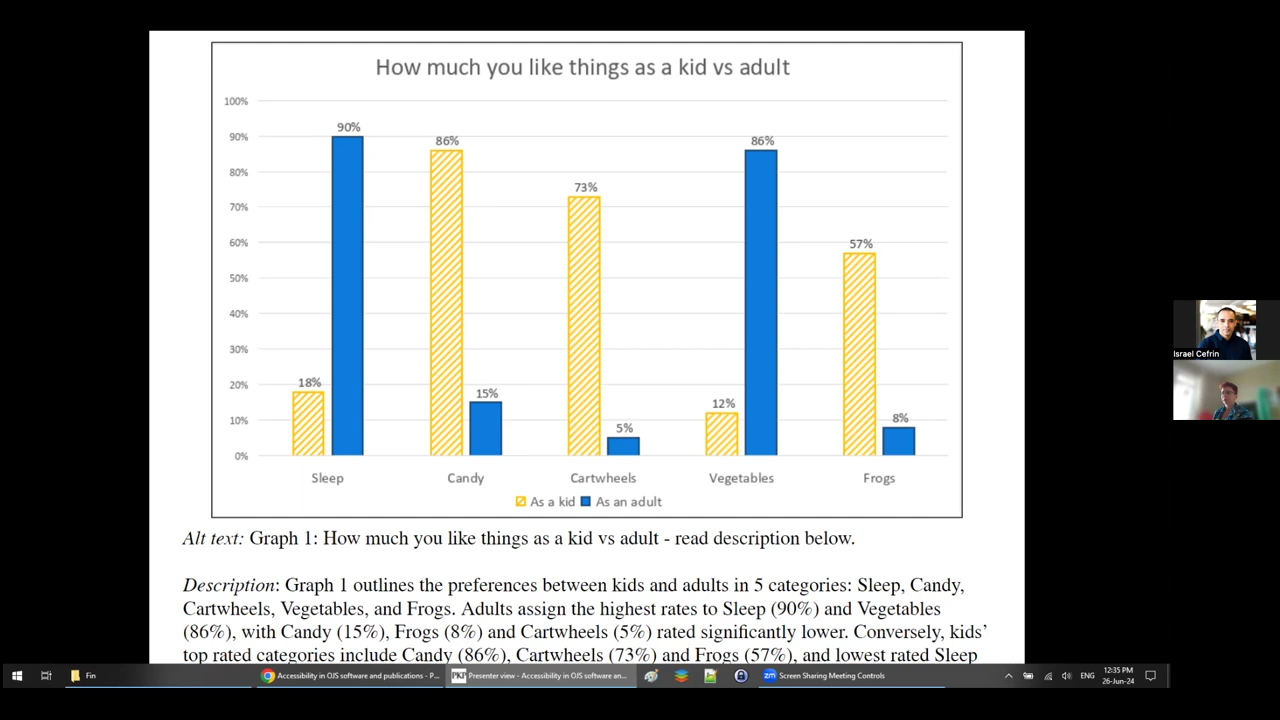 How much you like things as a kid vs adult
100%
90%
80%
70%
60%
50%
40%
30%
20%
10%
0%
18%
90%
86%
15%
73%
5%
12%
86%
57%
8%
Sleep
Candy
Cartwheels
Vegetables
Frogs
As a kid
As an adult
Alt text: Graph 1: How much you like things as a kid vs adult - read description below.
Description: Graph 1 outlines the preferences between kids and adults in 5 categories: Sleep, Candy,
Cartwheels, Vegetables, and Frogs. Adults assign the highest rates to Sleep (90%) and Vegetables
(86%), with Candy (15%), Frogs (8%) and Cartwheels (5%) rated significantly lower. Conversely, kids'
top rated categories include Candy (86%), Cartwheels (73%) and Frogs (57%), and lowest rated Sleep
Israel Cefrin
Fin
Accessibility in OJS software and publications - P...
PKP
Presenter view - Accessibility in OJS software an...
zm
Screen Sharing Meeting Controls
ENG
12:35 PM
26-Jun-24